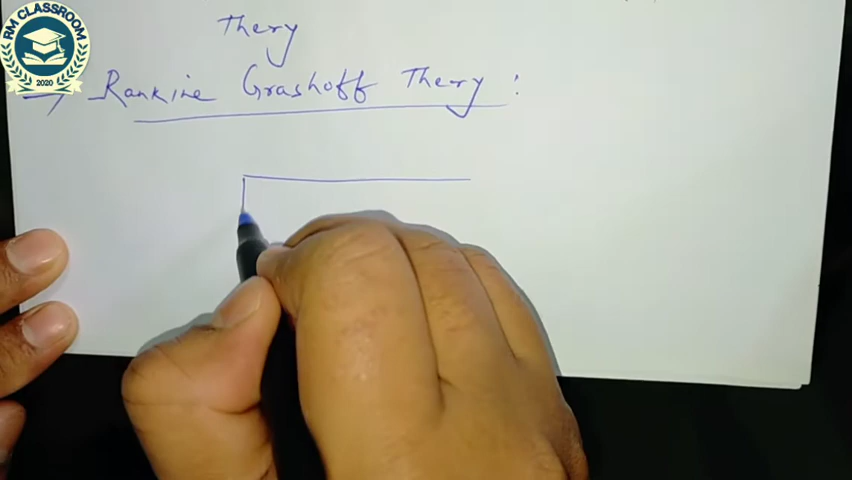 RM CLASSROOM
2020
Thery
→ Rankine Grashoff Thery :